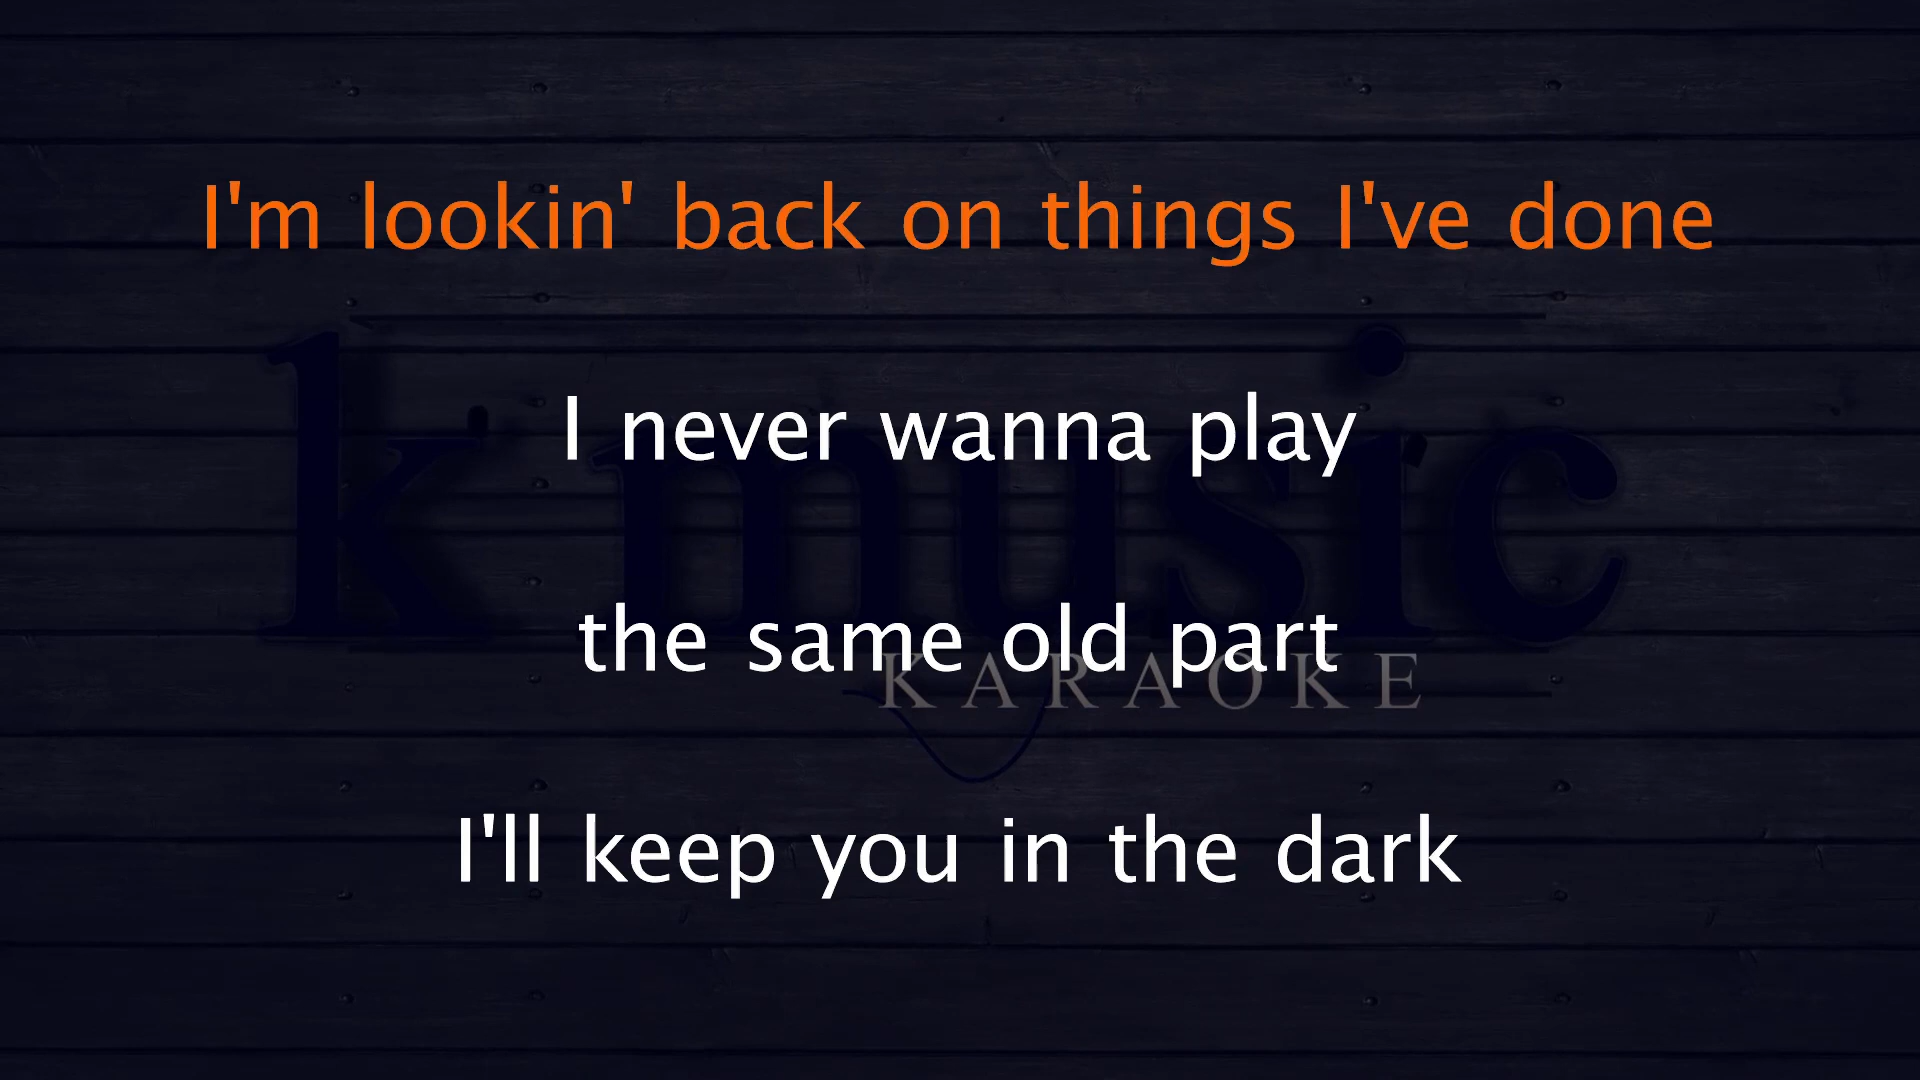 I'm lookin' back on things I've done
I never wanna play
k music
the same old part
KARAOKE
I'll keep you in the dark